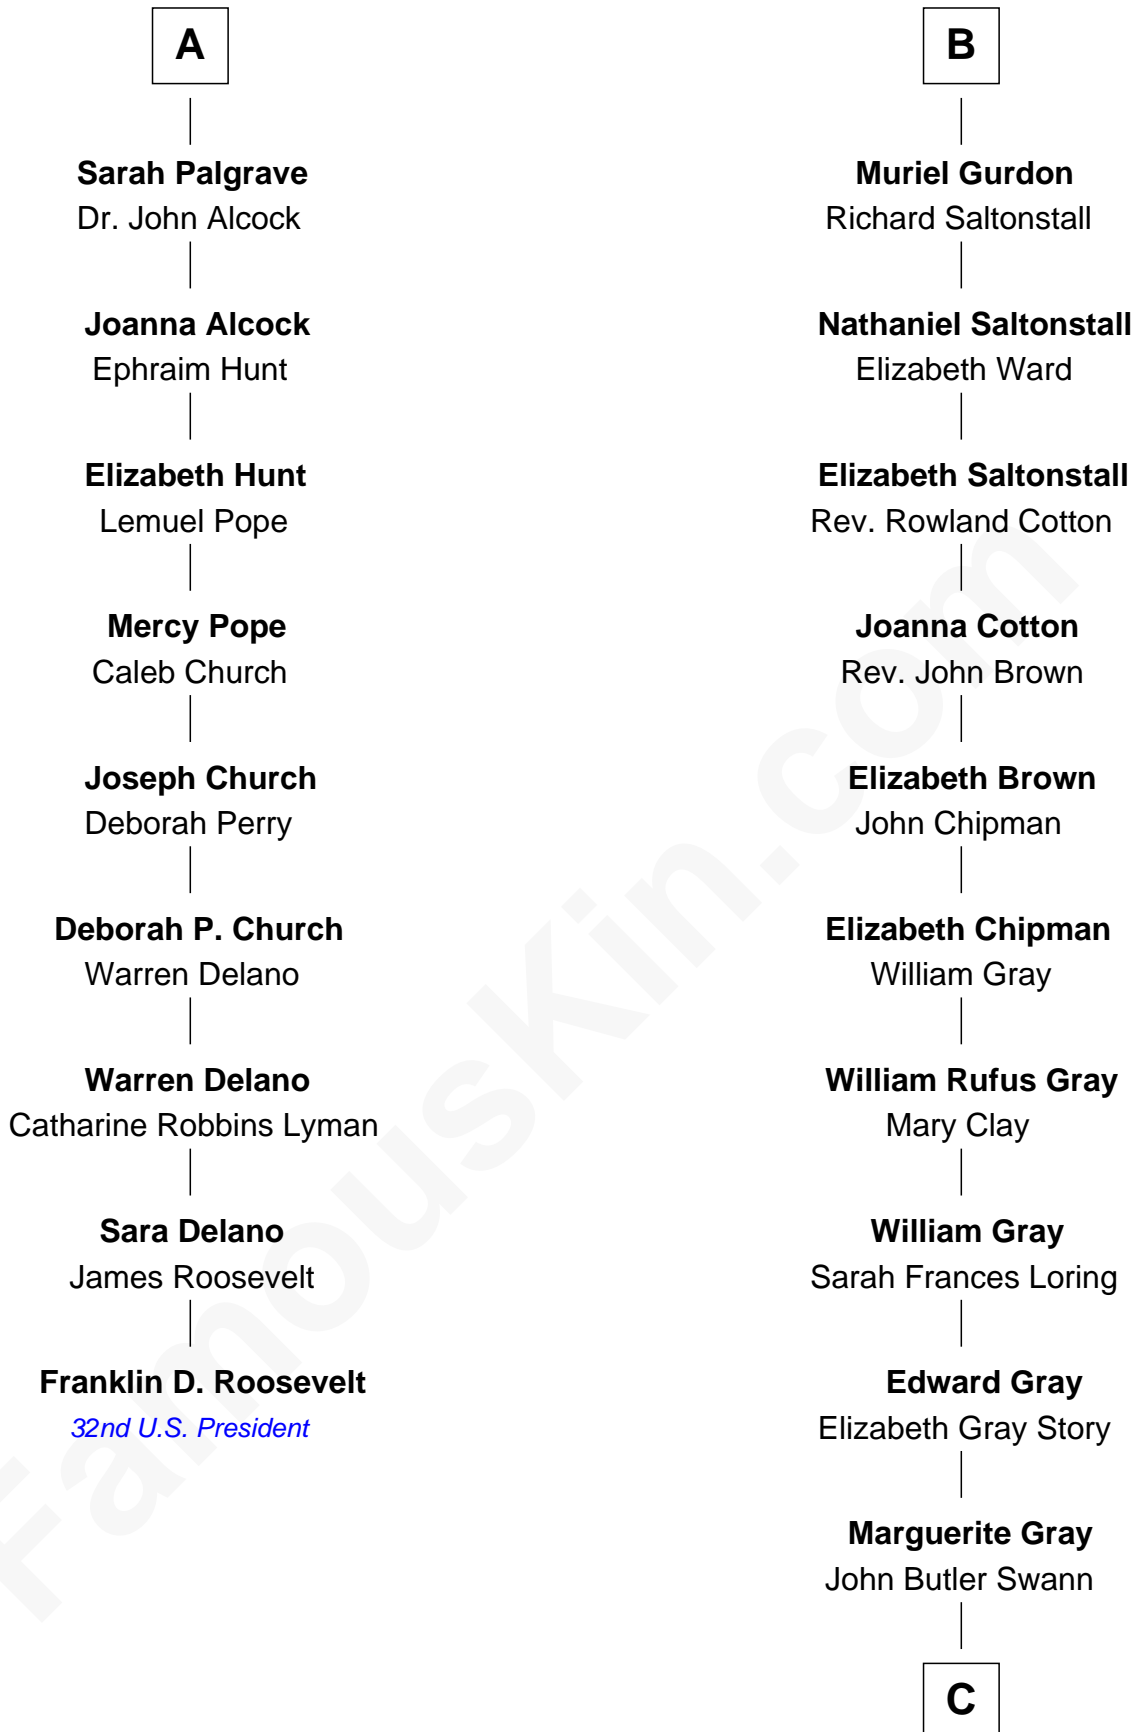 A
Sarah Palgrave
Dr. John Alcock
Joanna Alcock
Ephraim Hunt
Elizabeth Hunt
Lemuel Pope
Mercy Pope
Caleb Church
Joseph Church
Deborah Perry
Deborah P. Church
Warren Delano
Warren Delano
Catharine Robbins Lyman
Sara Delano
James Roosevelt
Franklin D. Roosevelt
32nd U.S. President
B
Muriel Gurdon
Richard Saltonstall
Nathaniel Saltonstall
Elizabeth Ward
Elizabeth Saltonstall
Rev. Rowland Cotton
Joanna Cotton
Rev. John Brown
Elizabeth Brown
John Chipman
Elizabeth Chipman
William Gray
William Rufus Gray
Mary Clay
William Gray
Sarah Frances Loring
Edward Gray
Elizabeth Gray Story
Marguerite Gray
John Butler Swann
C
FamousKin.com